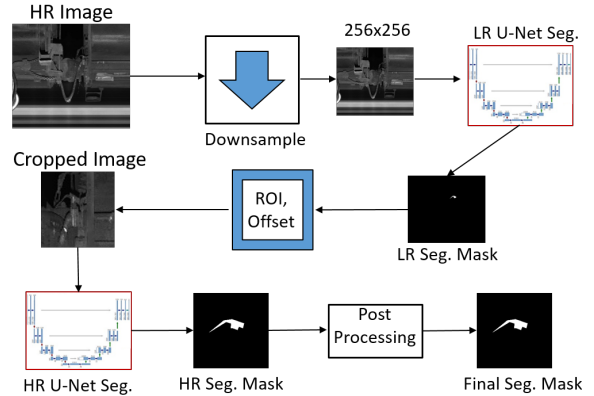 HR Image
256x256
LR U-Net Seg.
Downsample
Cropped Image
ROI,
Offset
LR Seg. Mask
HR U-Net Seg.
HR Seg. Mask
Post
Processing
Final Seg. Mask